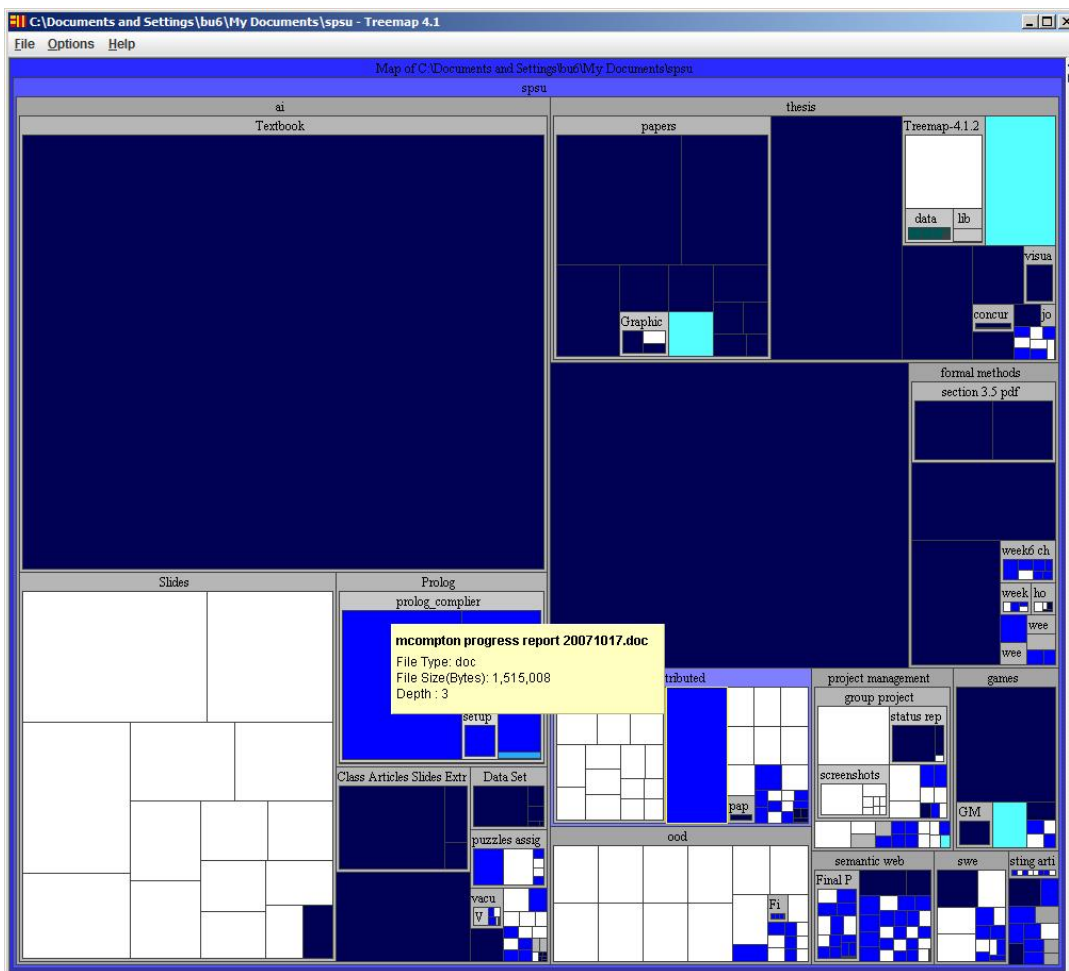 C:\Documents and Settings\bu6\My Documents\spsu - Treemap 4.1
File Options Help
Map of C:\Documents and Settings\bu6\My Documents\spsu
spsu
ai
thesis
Textbook
papers
Treemap-4.1.2
data
lib
visua
Graphic
concur
jo
formal methods
section 3.5 pdf
week6 ch
week
ho
wee
wee
Slides
Prolog
prolog_complier
mcompton progress report 20071017.doc
File Type: doc
File Size(Bytes): 1,515,008
Depth : 3
setup
tributed
project management
games
group project
status rep
screenshots
pap
GM
Class Articles Slides Extr
Data Set
puzzles assig
vacu
V
ood
Fi
semantic web
swe
sting arti
Final P